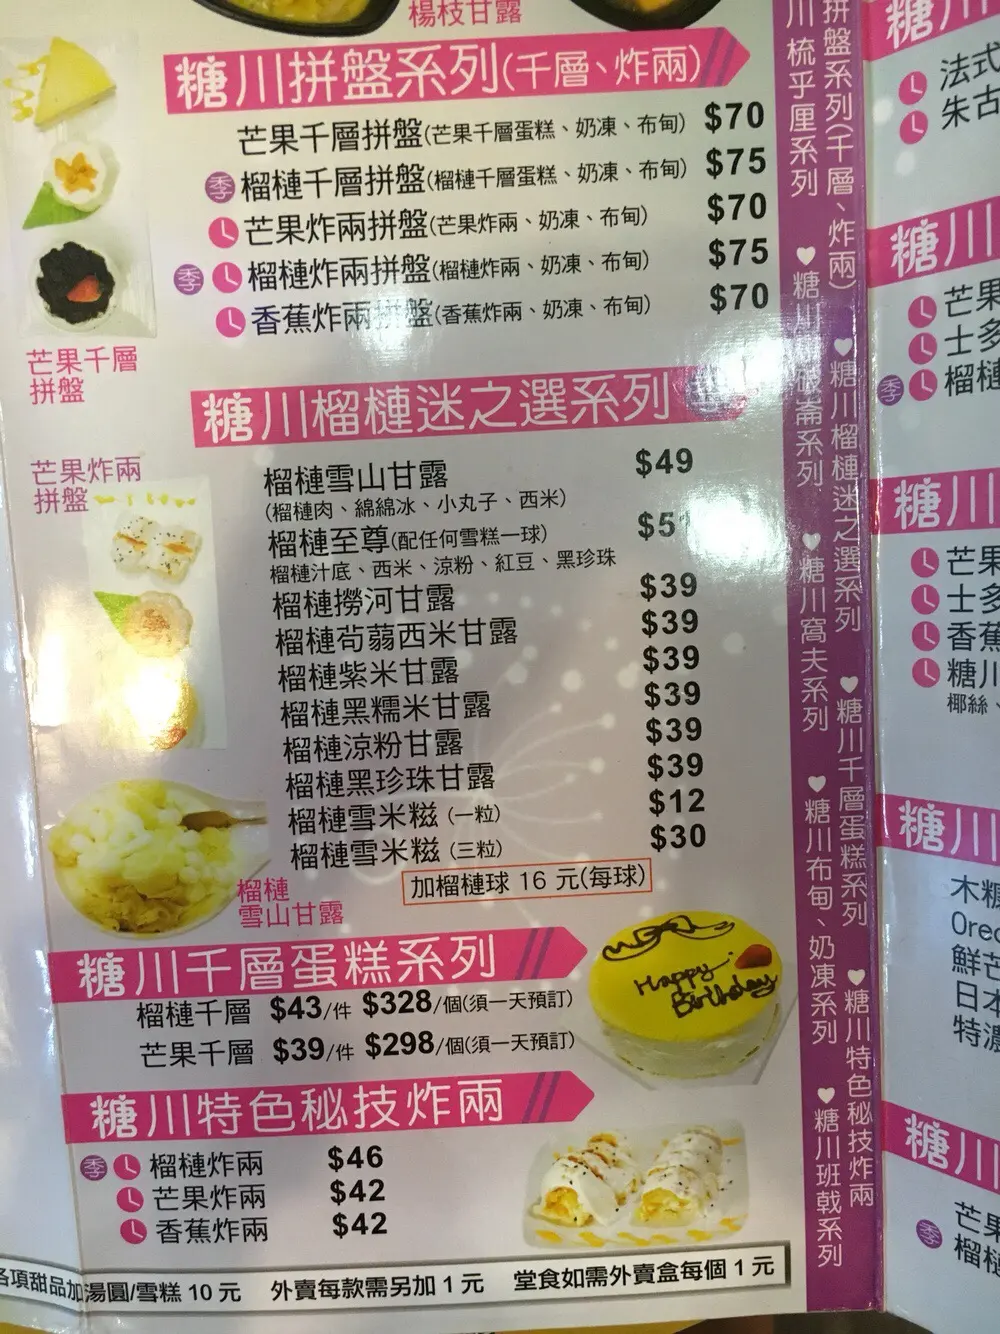 楊枝甘露
糖川拼盤系列(千層、炸兩)
芒果千層拼盤(芒果千層蛋糕、奶凍、布甸) $70
季 榴槤千層拼盤(榴槤千層蛋糕、奶凍、布甸) $75
芒果炸兩拼盤(芒果炸兩、奶凍、布甸) $70
季 榴槤炸兩拼盤(榴槤炸兩、奶凍、布甸) $75
香蕉炸兩拼盤(香蕉炸兩、奶凍、布甸) $70
芒果千層
拼盤
糖川榴槤迷之選系列
芒果炸兩
拼盤
榴槤雪山甘露 $49
(榴槤肉、綿綿冰、小丸子、西米)
榴槤至尊(配任何雪糕一球)
榴槤汁底、西米、涼粉、紅豆、黑珍珠
榴槤撈河甘露 $39
榴槤茍蒻西米甘露 $39
榴槤紫米甘露 $39
榴槤黑糯米甘露 $39
榴槤涼粉甘露 $39
榴槤黑珍珠甘露 $39
榴槤雪米糍 (一粒) $12
榴槤雪米糍 (三粒) $30
加榴槤球 16 元(每球)
榴槤
雪山甘露
糖川千層蛋糕系列
榴槤千層 $43/件 $328/個(須一天預訂)
芒果千層 $39/件 $298/個(須一天預訂)
Happy
Birthday
糖川特色秘技炸兩
季 榴槤炸兩 $46
芒果炸兩 $42
香蕉炸兩 $42
各項甜品加湯圓/雪糕 10 元 外賣每款需另加 1 元 堂食如需外賣盒每個 1 元
拼盤系列(千層、炸兩) ♥糖川榴槤迷之選系列 ♥糖川千層蛋糕系列 ♥糖川特色秘技炸兩
川梳乎厘系列 ♥糖川 崙系列 ♥糖川窩夫系列 ♥糖川布甸、奶凍系列 ♥糖川班戟系列
糖川
法式
朱古
糖川
芒果
士多
季 榴槤
糖川
芒果
士多
香蕉
糖川
椰絲、
糖川
木糠
Oreo
鮮芒
日本
特濃
糖川
芒果
季 榴槤